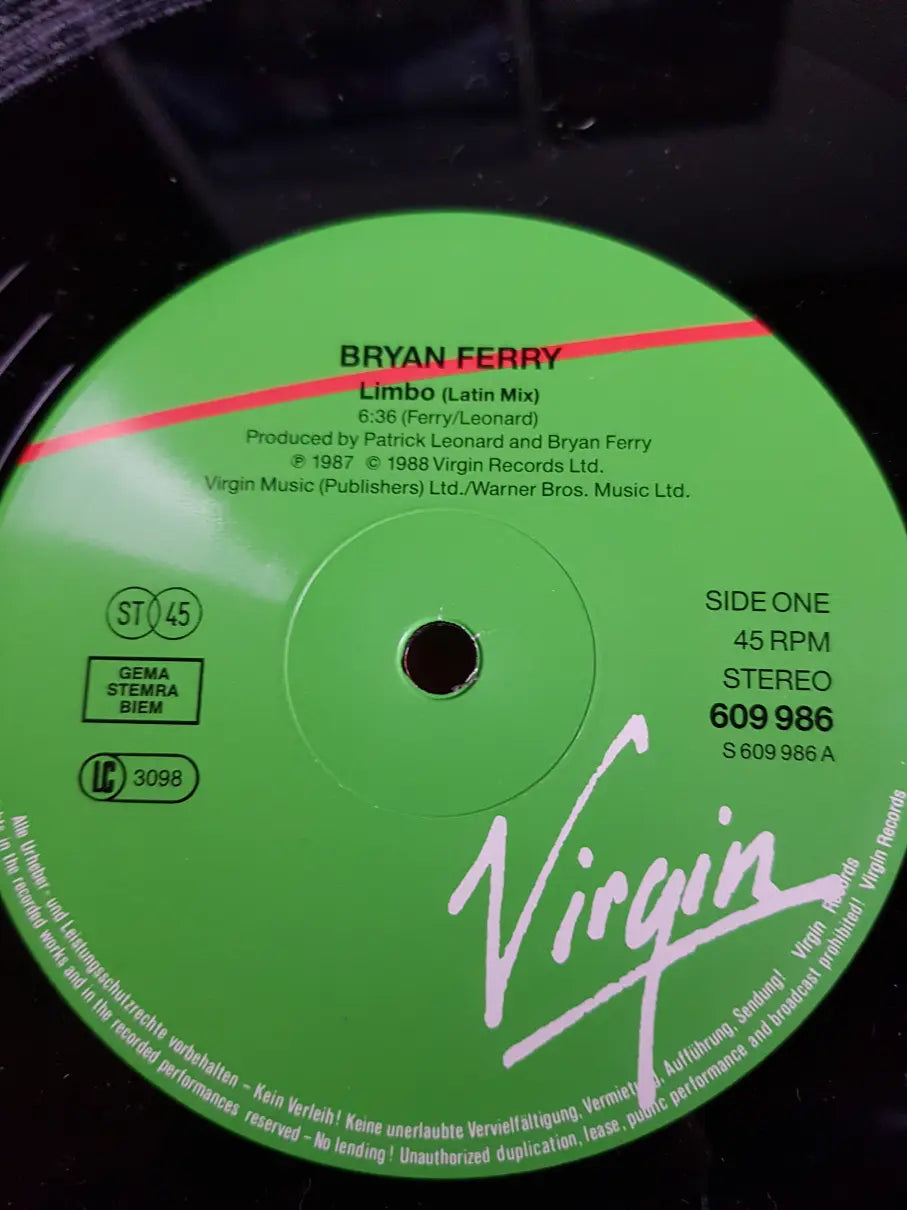 BRYAN FERRY
Limbo (Latin Mix)
6:36 (Ferry/Leonard)
Produced by Patrick Leonard and Bryan Ferry
℗ 1987 © 1988 Virgin Records Ltd.
Virgin Music (Publishers) Ltd./Warner Bros. Music Ltd.
ST 45
GEMA
STEMRA
BIEM
LC 3098
SIDE ONE
45 RPM
STEREO
609 986
S 609 986 A
Virgin
Alle Urheber- und Leistungsschutzrechte vorbehalten – Kein Verleih! Keine unerlaubte Vervielfältigung, Vermietung, Aufführung, Sendung! Virgin Records
in the recorded works and in the recorded performances reserved – No lending! Unauthorized duplication, lease, public performance and broadcast prohibited! Virgin Records